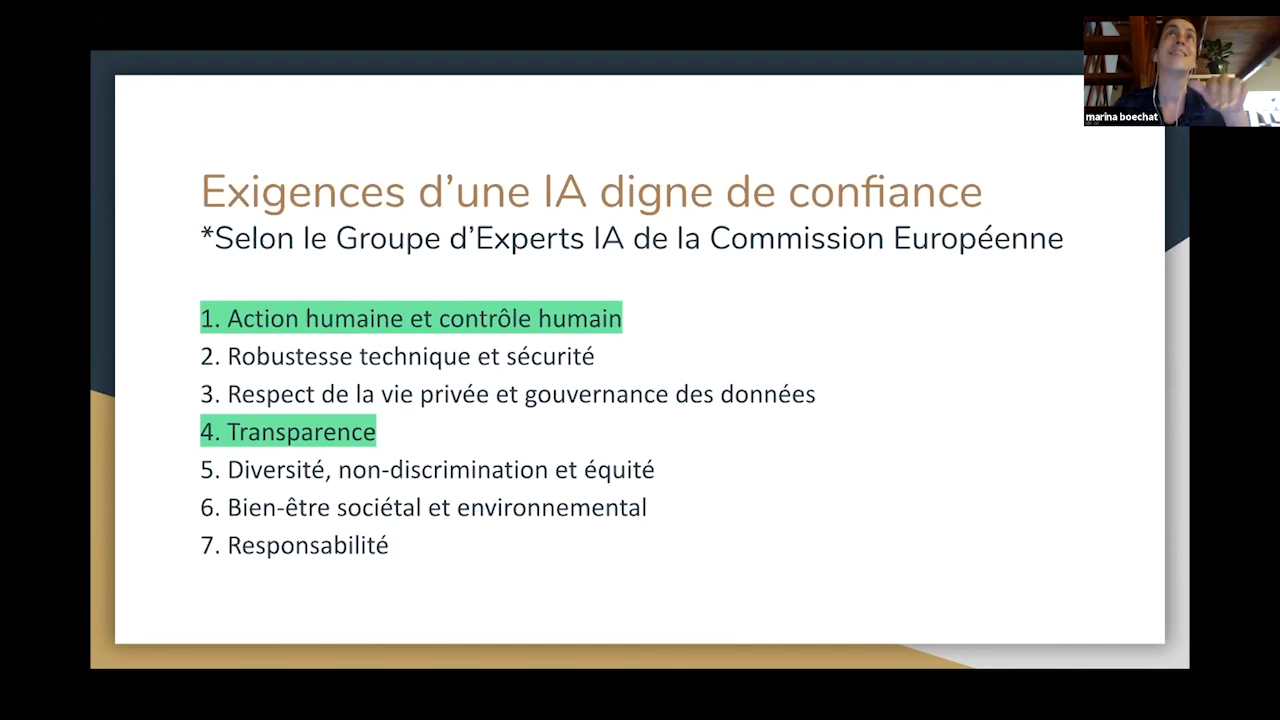 marina boechat
Exigences d’une IA digne de confiance
*Selon le Groupe d’Experts IA de la Commission Européenne
1. Action humaine et contrôle humain
2. Robustesse technique et sécurité
3. Respect de la vie privée et gouvernance des données
4. Transparence
5. Diversité, non-discrimination et équité
6. Bien-être sociétal et environnemental
7. Responsabilité